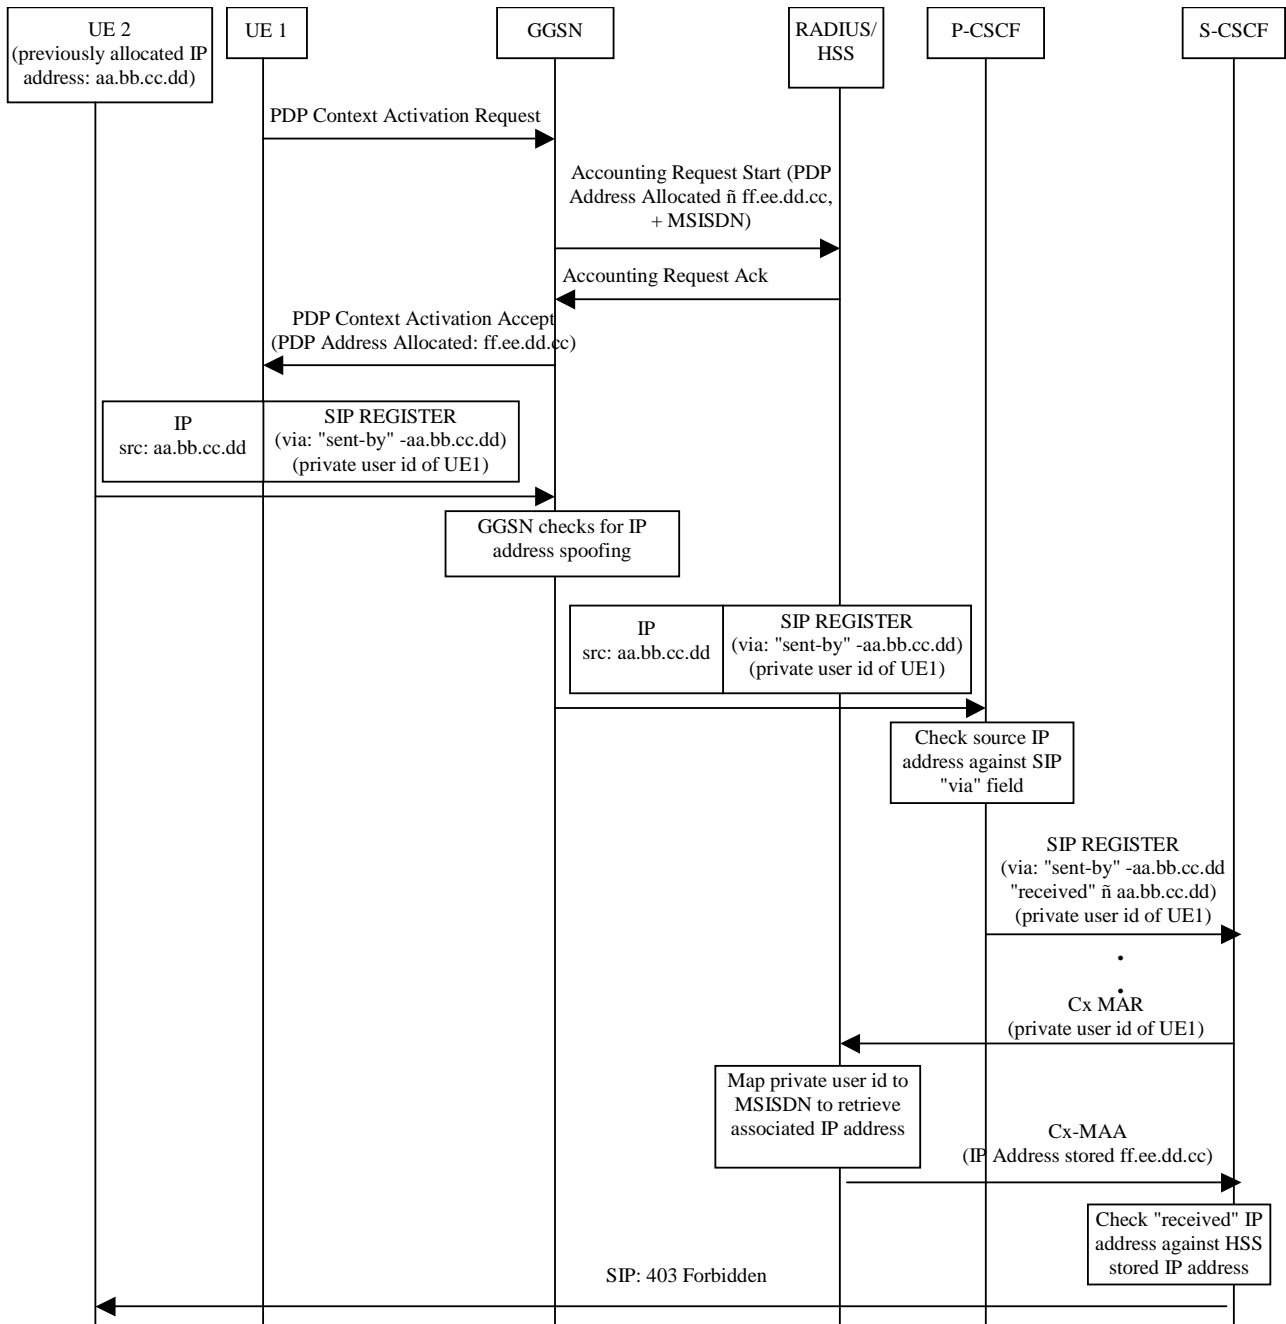 UE 2
(previously allocated IP
address: aa.bb.cc.dd)
UE 1
GGSN
RADIUS/
HSS
P-CSCF
S-CSCF
PDP Context Activation Request
Accounting Request Start (PDP
Address Allocated ñ ff.ee.dd.cc,
+ MSISDN)
Accounting Request Ack
PDP Context Activation Accept
(PDP Address Allocated: ff.ee.dd.cc)
IP
src: aa.bb.cc.dd
SIP REGISTER
(via: "sent-by" -aa.bb.cc.dd)
(private user id of UE1)
GGSN checks for IP
address spoofing
IP
src: aa.bb.cc.dd
SIP REGISTER
(via: "sent-by" -aa.bb.cc.dd)
(private user id of UE1)
Check source IP
address against SIP
"via" field
SIP REGISTER
(via: "sent-by" -aa.bb.cc.dd
"received" ñ aa.bb.cc.dd)
(private user id of UE1)
.
.
Cx MAR
(private user id of UE1)
Map private user id to
MSISDN to retrieve
associated IP address
Cx-MAA
(IP Address stored ff.ee.dd.cc)
Check "received" IP
address against HSS
stored IP address
SIP: 403 Forbidden